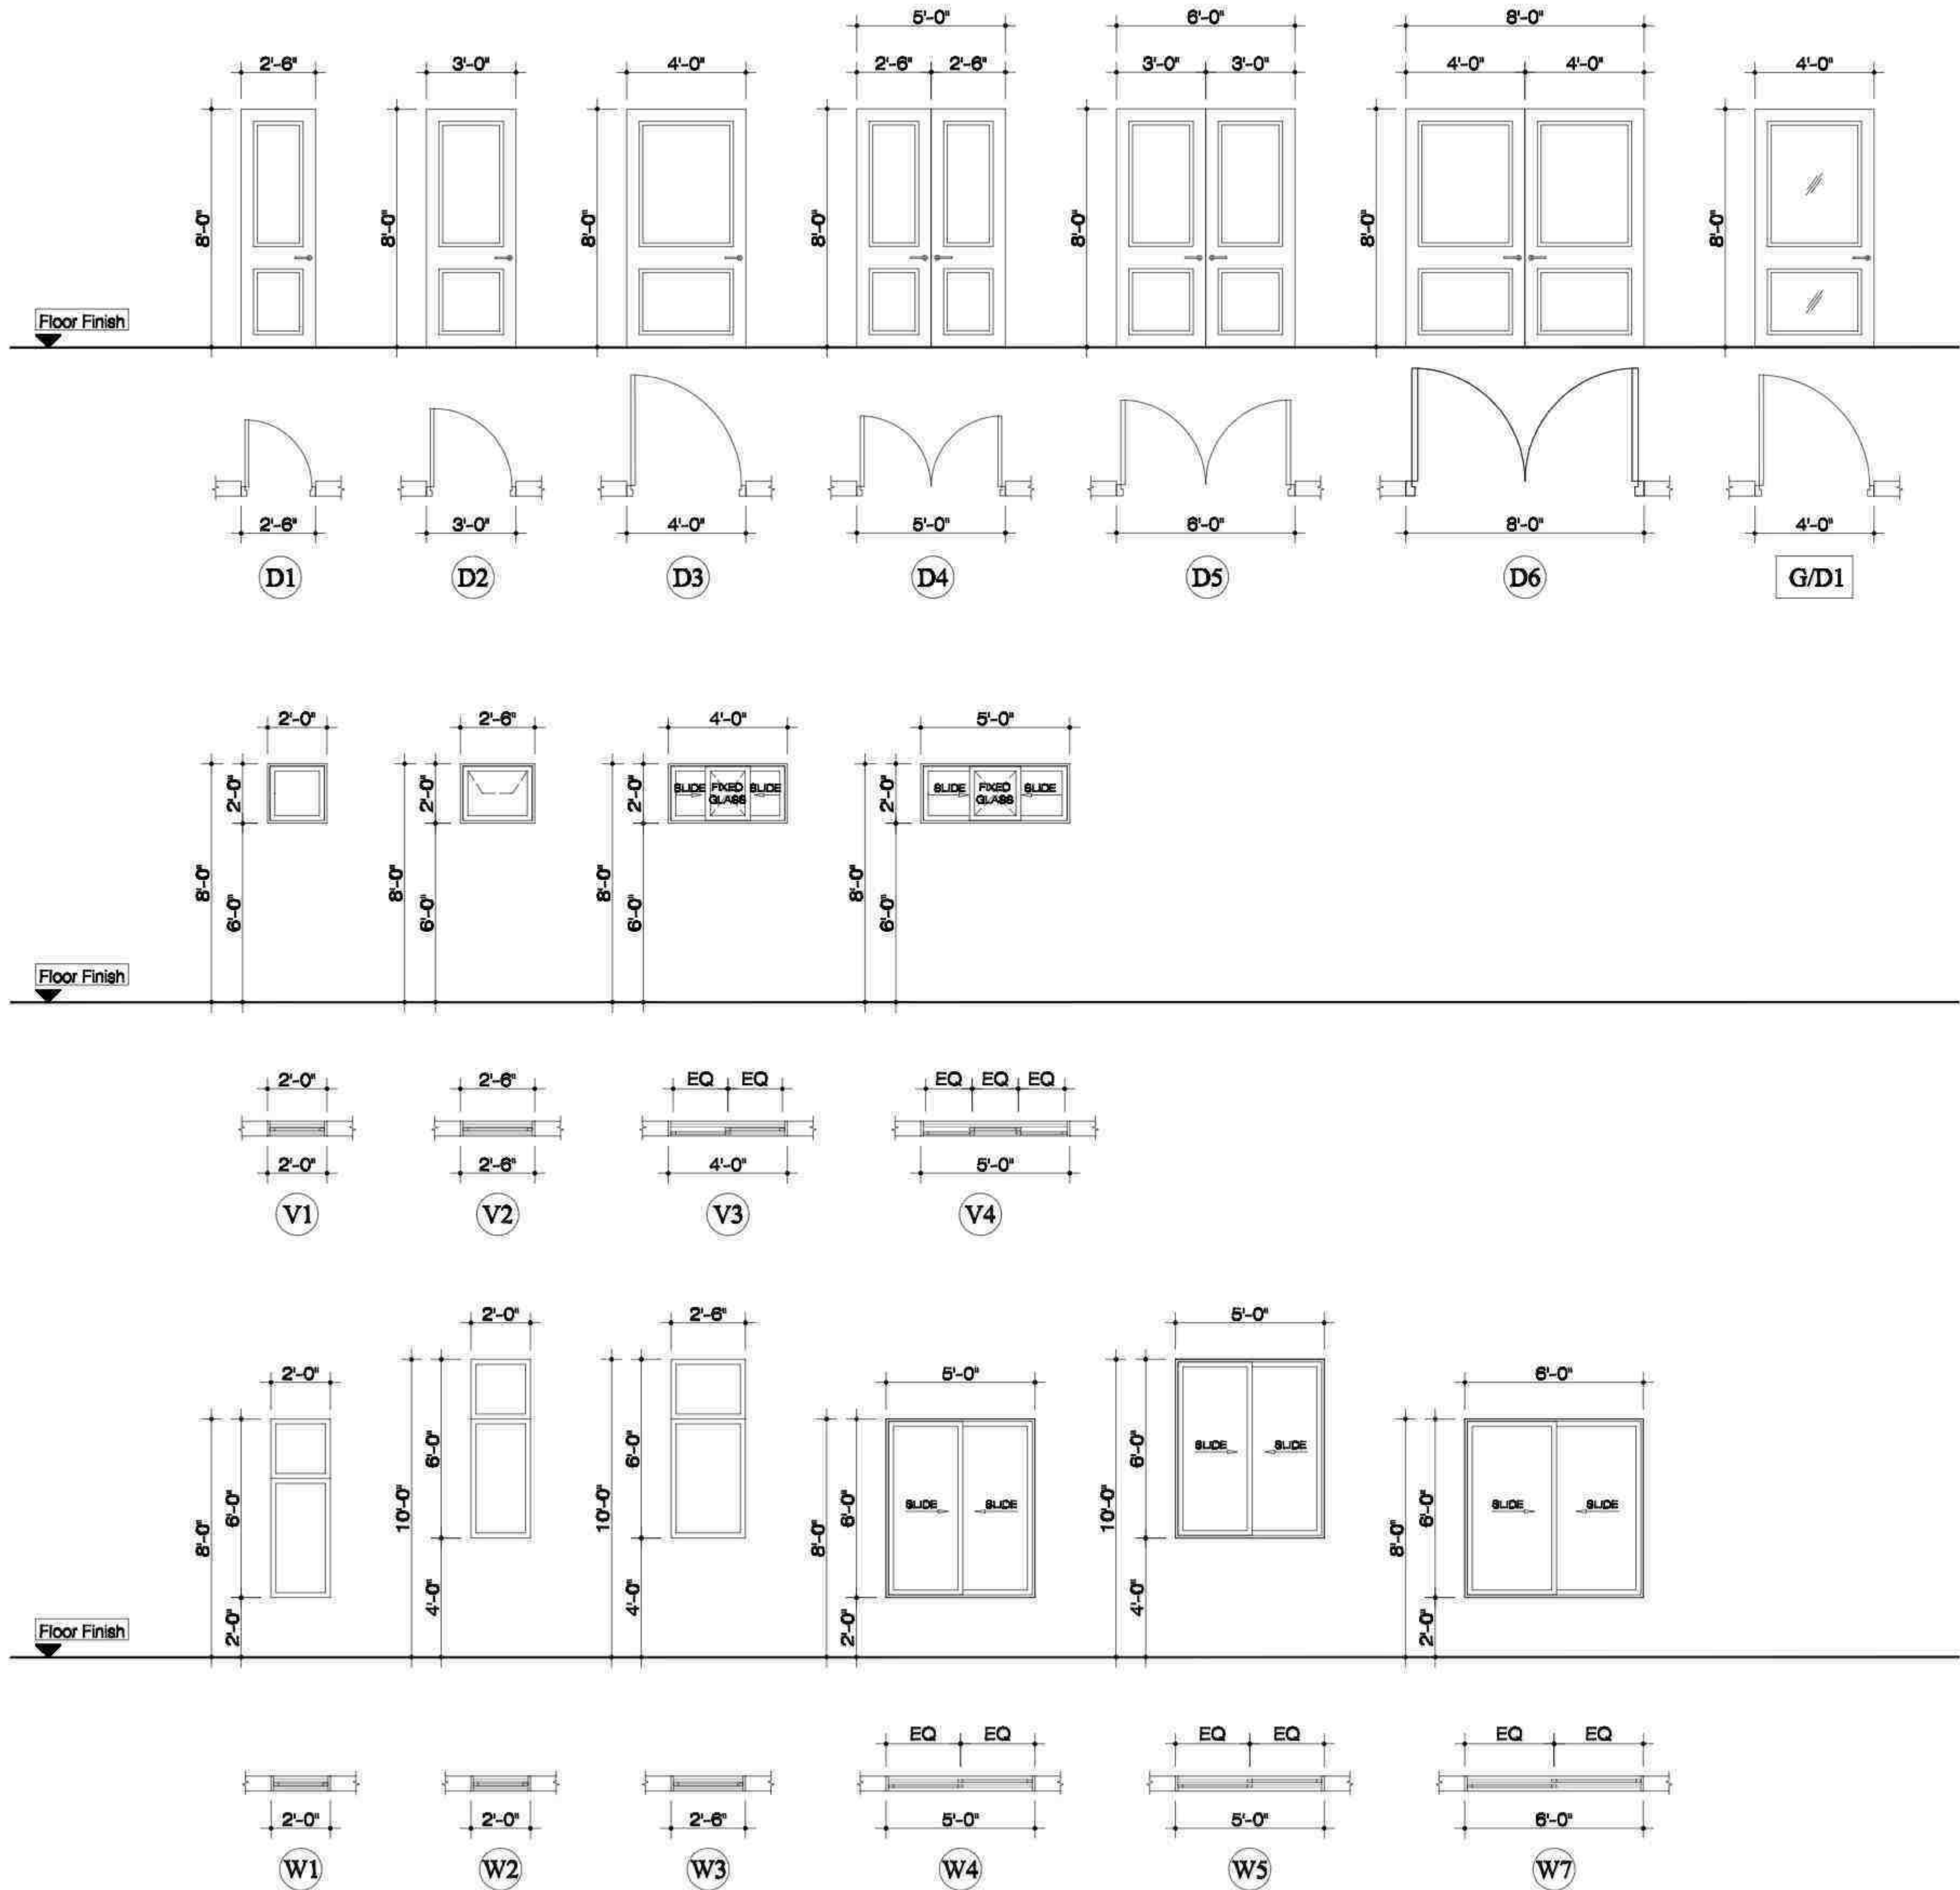 5'-0" 6'-0" 8'-0"
2'-6" 3'-0" 4'-0" 2'-6" 2'-6" 3'-0" 3'-0" 4'-0" 4'-0" 4'-0"
8'-0" 8'-0" 8'-0" 8'-0" 8'-0" 8'-0" 8'-0"
Floor Finish
2'-6" 3'-0" 4'-0" 5'-0" 6'-0" 8'-0" 4'-0"
D1 D2 D3 D4 D5 D6 G/D1
2'-0" 2'-6" 4'-0" 5'-0"
2'-0" 2'-0" 2'-0" SLIDE FIXED GLASS SLIDE 2'-0" SLIDE FIXED GLASS SLIDE
8'-0" 6'-0" 8'-0" 6'-0" 8'-0" 6'-0" 8'-0" 6'-0"
Floor Finish
2'-0" 2'-6" EQ EQ EQ EQ EQ
2'-0" 2'-6" 4'-0" 5'-0"
V1 V2 V3 V4
2'-0" 2'-6" 5'-0"
2'-0" 5'-0" 6'-0"
6'-0" 6'-0" 6'-0" SLIDE SLIDE
8'-0" 6'-0" 10'-0" 10'-0" 8'-0" 6'-0" SLIDE SLIDE 10'-0" 8'-0" 6'-0" SLIDE SLIDE
2'-0" 4'-0" 4'-0" 2'-0" 4'-0" 2'-0"
Floor Finish
EQ EQ EQ EQ EQ EQ
2'-0" 2'-0" 2'-6" 5'-0" 5'-0" 6'-0"
W1 W2 W3 W4 W5 W7